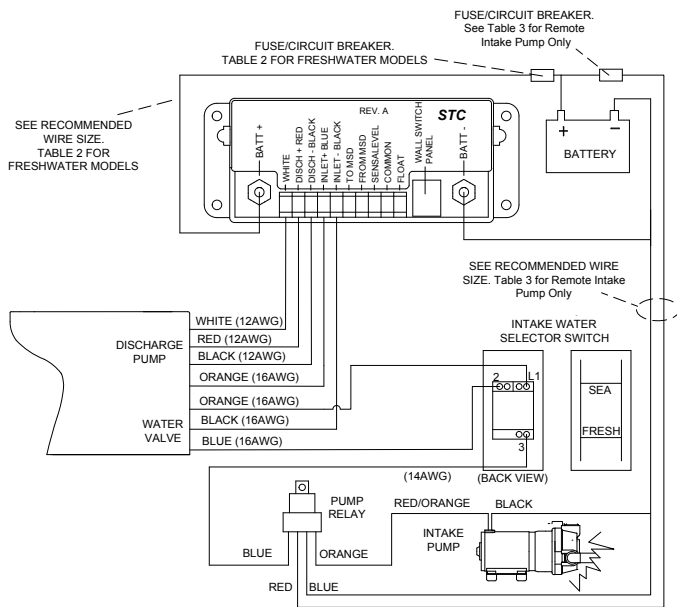 FUSE/CIRCUIT BREAKER.
See Table 3 for Remote
Intake Pump Only
FUSE/CIRCUIT BREAKER.
TABLE 2 FOR FRESHWATER MODELS
SEE RECOMMENDED
WIRE SIZE.
TABLE 2 FOR
FRESHWATER MODELS
REV. A
STC
BATT +
WHITE
DISCH + RED
DISCH - BLACK
INLET+ BLUE
INLET - BLACK
TO MSD
FROM MSD
SENSALEVEL
COMMON
FLOAT
WALL SWITCH
PANEL
BATT -
+
–
BATTERY
SEE RECOMMENDED WIRE
SIZE. Table 3 for Remote Intake
Pump Only
INTAKE WATER
SELECTOR SWITCH
DISCHARGE
PUMP
WHITE (12AWG)
RED (12AWG)
BLACK (12AWG)
ORANGE (16AWG)
ORANGE (16AWG)
WATER
VALVE
BLACK (16AWG)
BLUE (16AWG)
2
L1
3
SEA
FRESH
(14AWG)
(BACK VIEW)
PUMP
RELAY
RED/ORANGE
BLACK
INTAKE
PUMP
BLUE
ORANGE
RED
BLUE